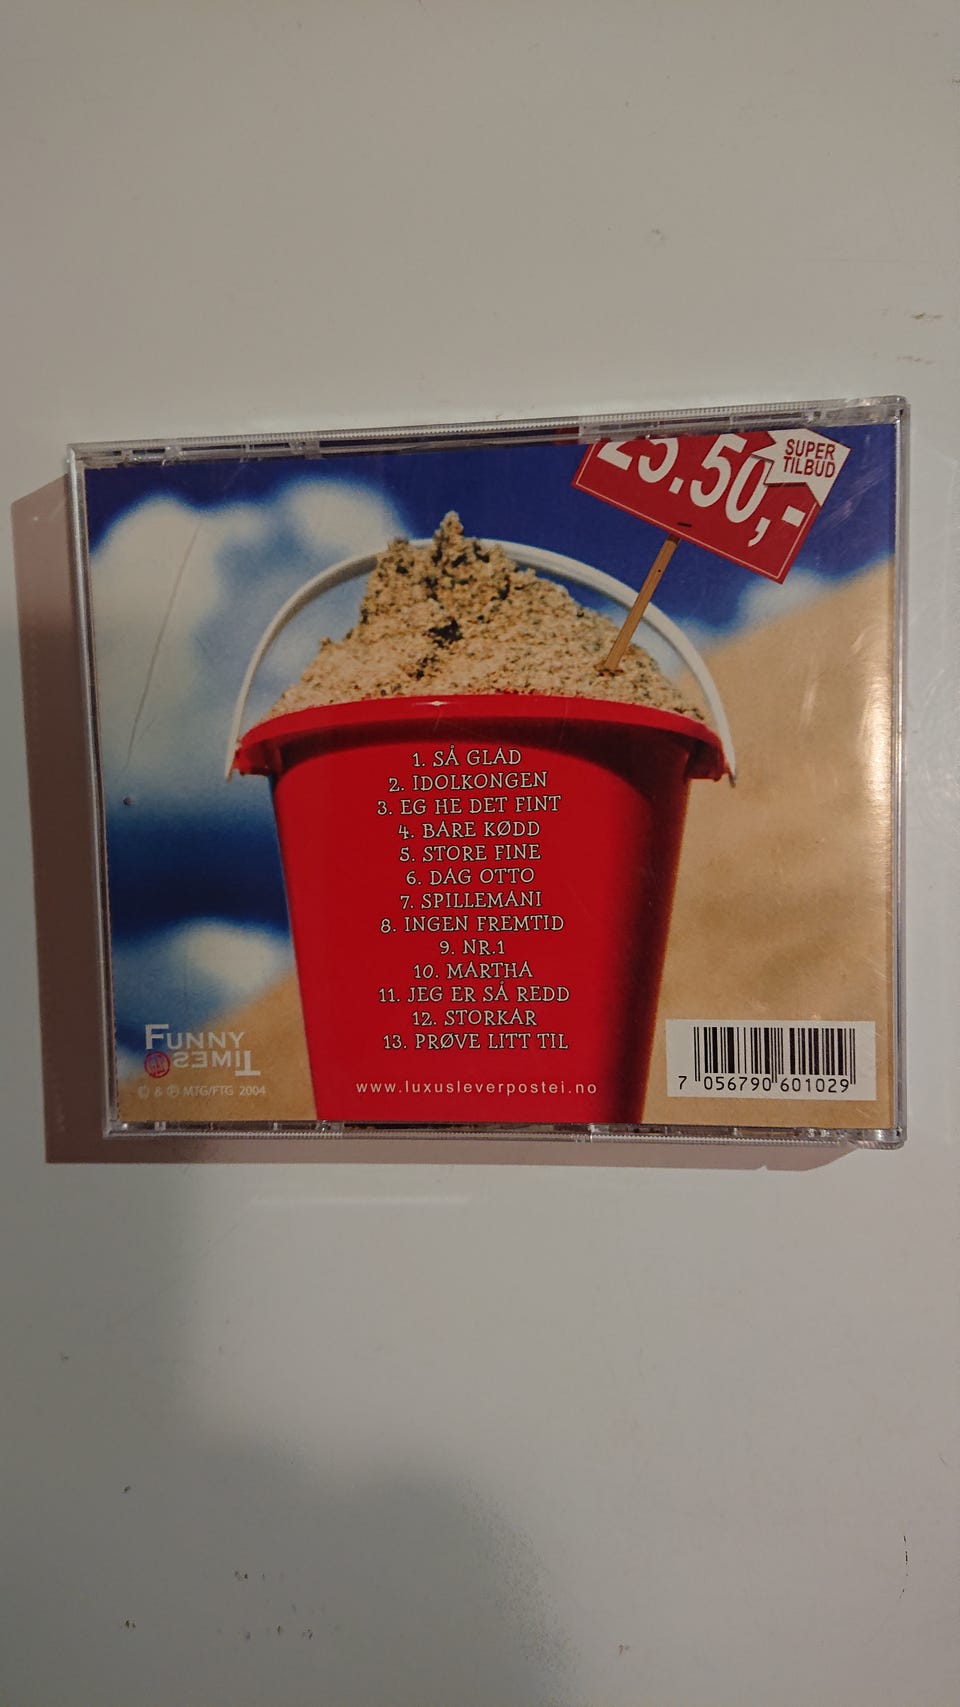 25.50,-
SUPER
TILBUD
1. SÅ GLAD
2. IDOLKONGEN
3. EG HE DET FINT
4. BARE KØDD
5. STORE FINE
6. DAG OTTO
7. SPILLEMANI
8. INGEN FREMTID
9. NR.1
10. MARTHA
11. JEG ER SÅ REDD
12. STORKAR
13. PRØVE LITT TIL
www.luxusleverpostei.no
FUNNY
TIMES
© & ℗ MTG/FTG 2004
7 056790 601029